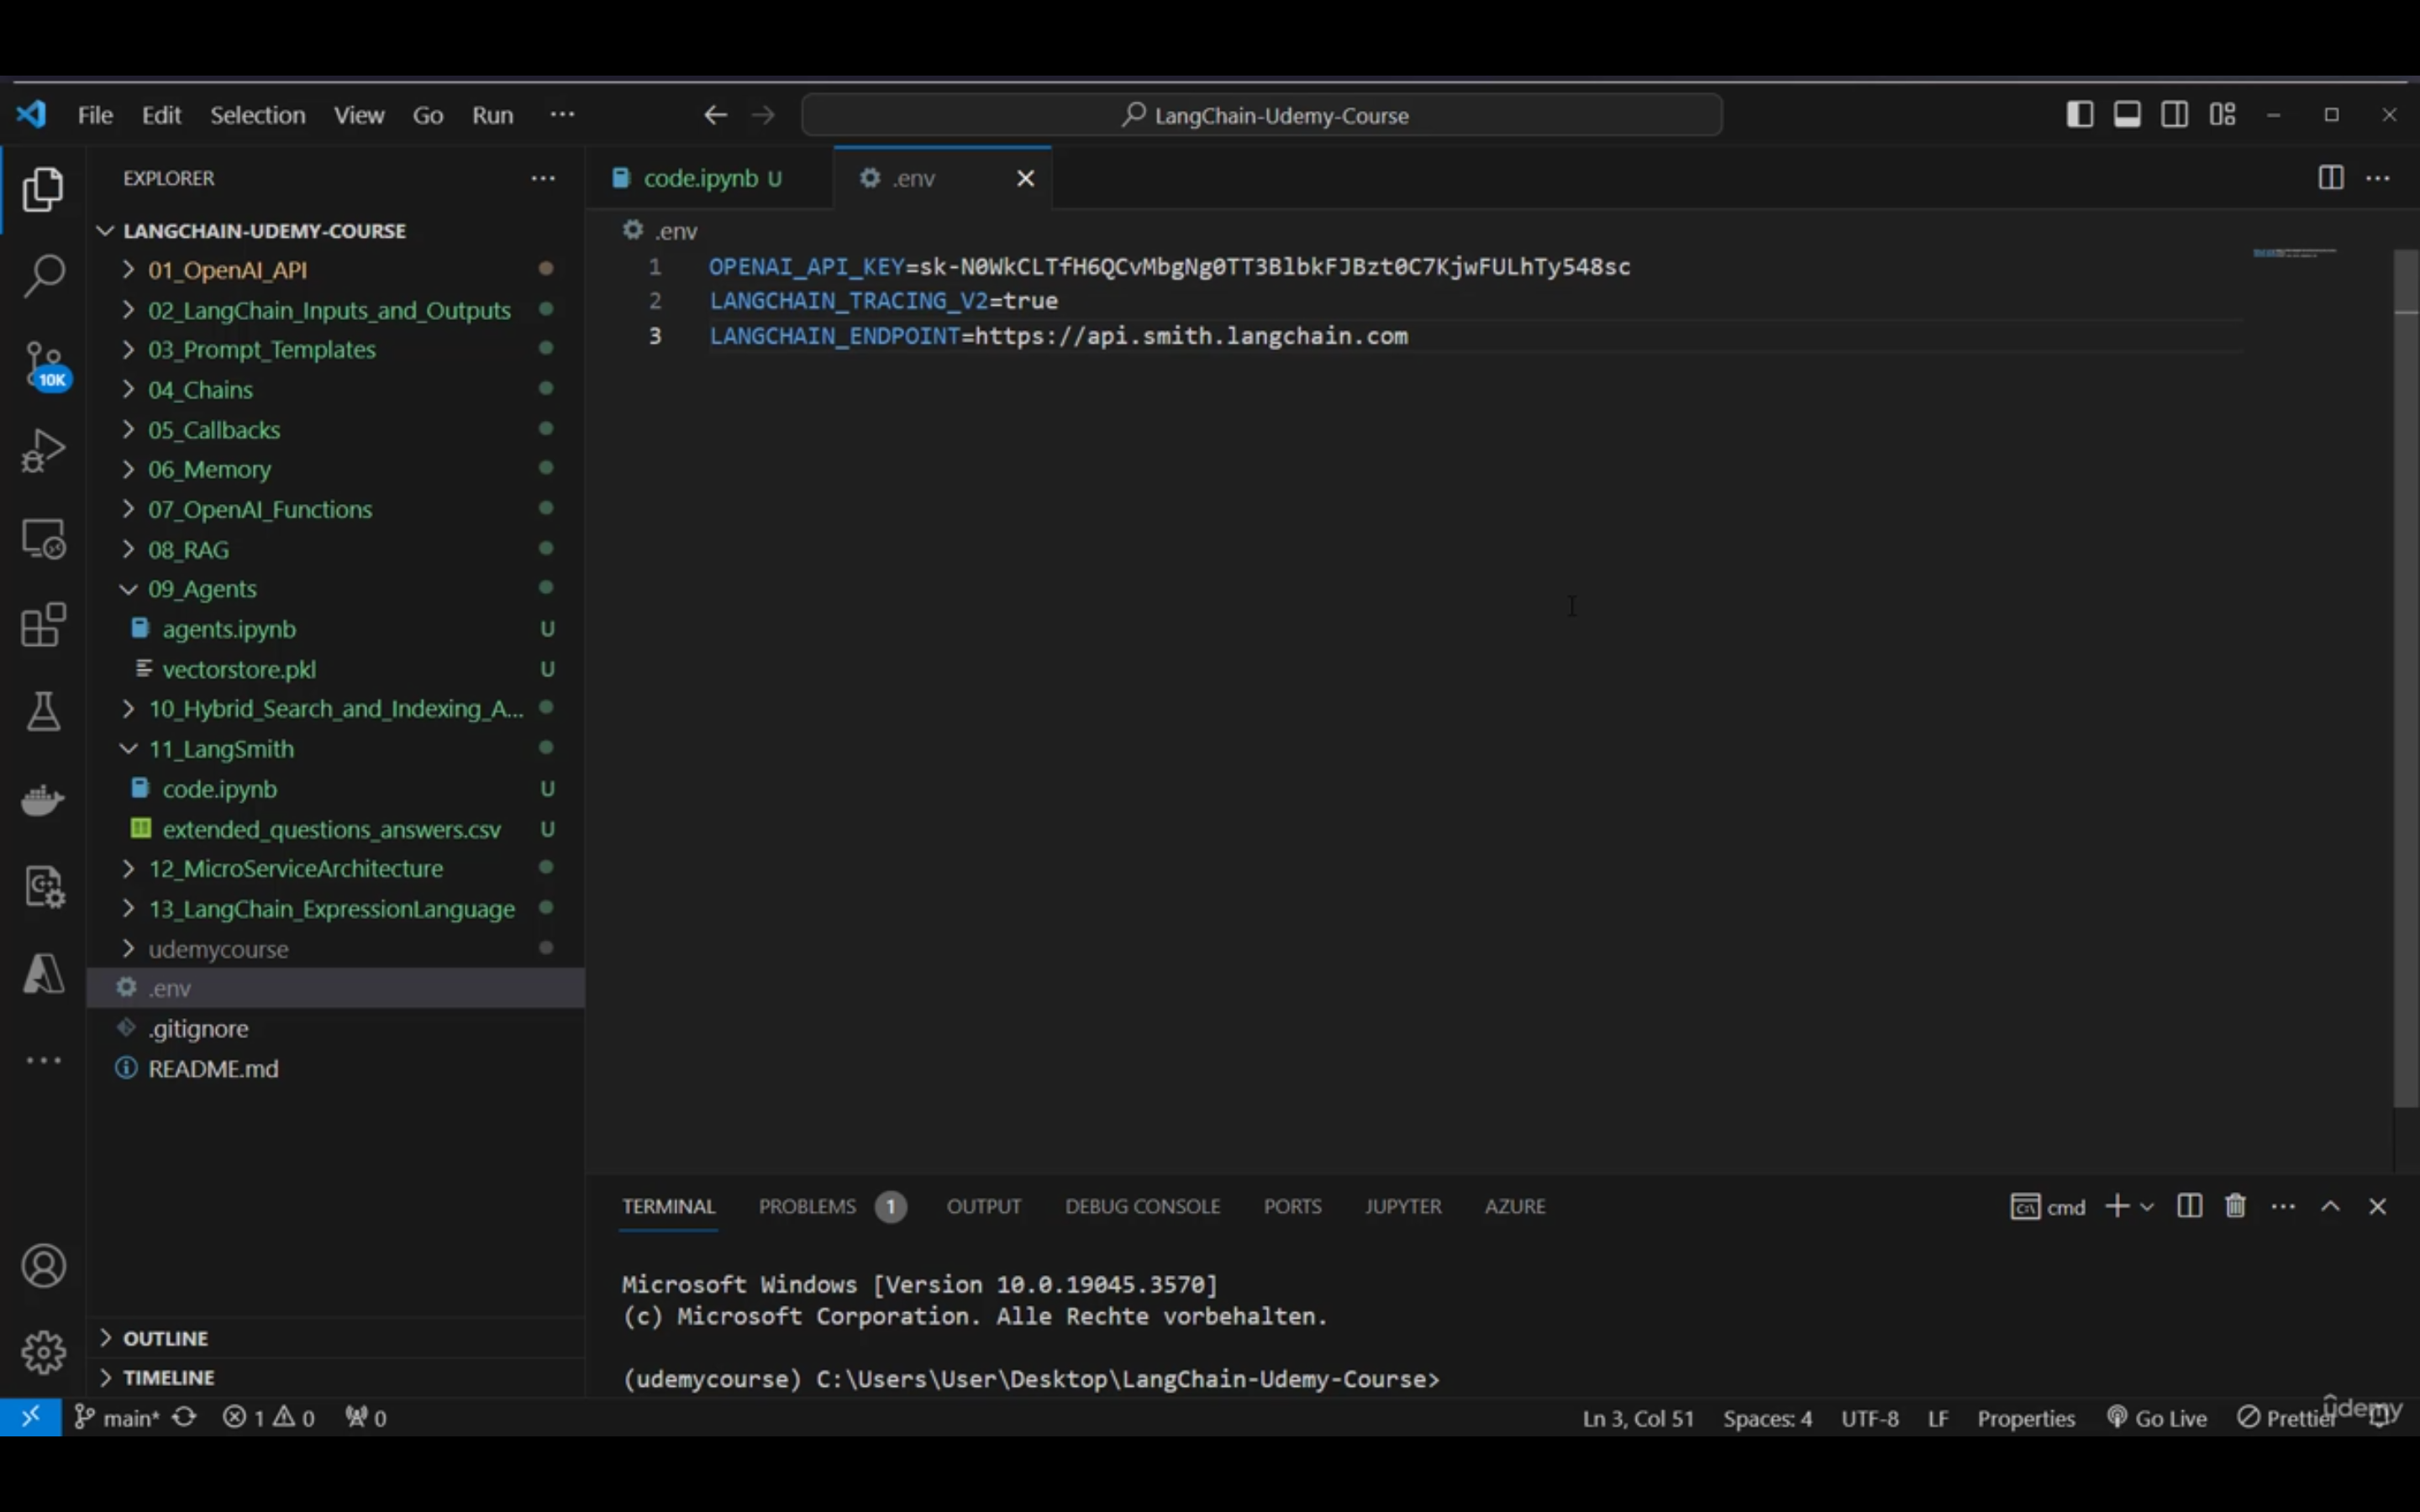 File Edit Selection View Go Run ...
LangChain-Udemy-Course
EXPLORER
LANGCHAIN-UDEMY-COURSE
01_OpenAI_API
02_LangChain_Inputs_and_Outputs
03_Prompt_Templates
04_Chains
05_Callbacks
06_Memory
07_OpenAI_Functions
08_RAG
09_Agents
agents.ipynb U
vectorstore.pkl U
10_Hybrid_Search_and_Indexing_A...
11_LangSmith
code.ipynb U
extended_questions_answers.csv U
12_MicroServiceArchitecture
13_LangChain_ExpressionLanguage
udemycourse
.env
.gitignore
README.md
OUTLINE
TIMELINE
10K
code.ipynb U .env
.env
1 OPENAI_API_KEY=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
2 LANGCHAIN_TRACING_V2=true
3 LANGCHAIN_ENDPOINT=https://api.smith.langchain.com
TERMINAL PROBLEMS 1 OUTPUT DEBUG CONSOLE PORTS JUPYTER AZURE
cmd
Microsoft Windows [Version 10.0.19045.3570]
(c) Microsoft Corporation. Alle Rechte vorbehalten.
(udemycourse) C:\Users\User\Desktop\LangChain-Udemy-Course>
main* 1 0 0
Ln 3, Col 51 Spaces: 4 UTF-8 LF Properties Go Live Prettier
ûdemy